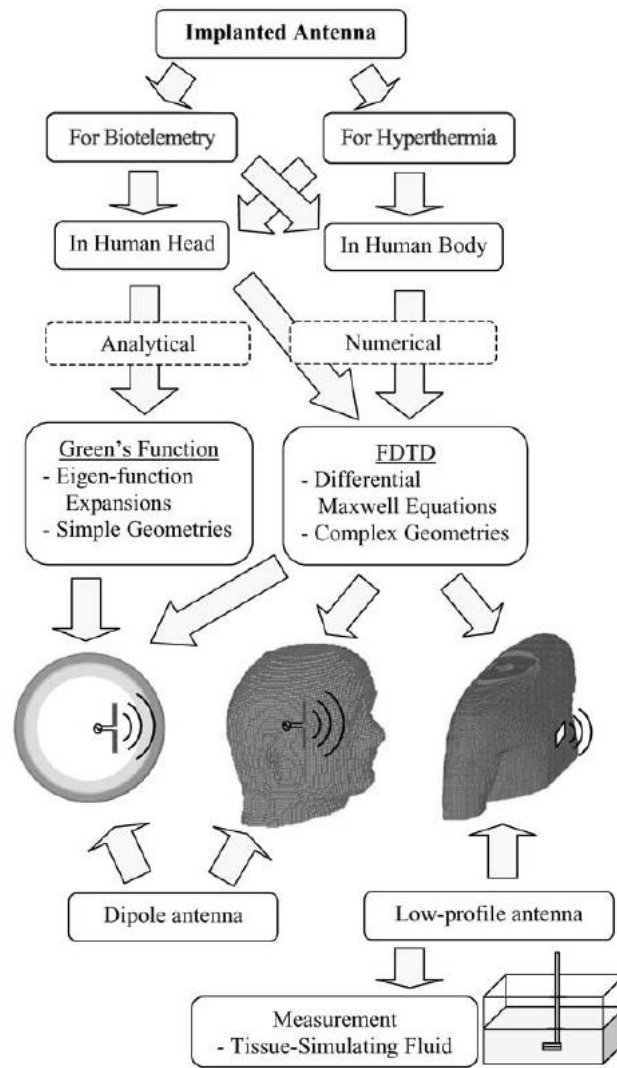 Implanted Antenna
For Biotelemetry
For Hyperthermia
In Human Head
In Human Body
Analytical
Numerical
Green's Function
- Eigen-function
Expansions
- Simple Geometries
FDTD
- Differential
Maxwell Equations
- Complex Geometries
Dipole antenna
Low-profile antenna
Measurement
- Tissue-Simulating Fluid